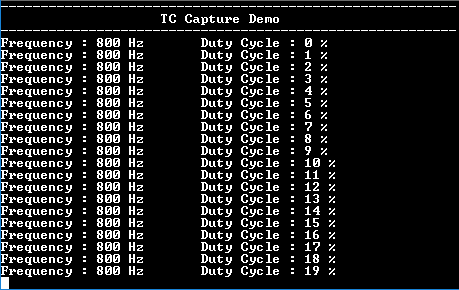 --------------------------------------------------------------
TC Capture Demo
--------------------------------------------------------------
Frequency : 800 Hz Duty Cycle : 0 %
Frequency : 800 Hz Duty Cycle : 1 %
Frequency : 800 Hz Duty Cycle : 2 %
Frequency : 800 Hz Duty Cycle : 3 %
Frequency : 800 Hz Duty Cycle : 4 %
Frequency : 800 Hz Duty Cycle : 5 %
Frequency : 800 Hz Duty Cycle : 6 %
Frequency : 800 Hz Duty Cycle : 7 %
Frequency : 800 Hz Duty Cycle : 8 %
Frequency : 800 Hz Duty Cycle : 9 %
Frequency : 800 Hz Duty Cycle : 10 %
Frequency : 800 Hz Duty Cycle : 11 %
Frequency : 800 Hz Duty Cycle : 12 %
Frequency : 800 Hz Duty Cycle : 13 %
Frequency : 800 Hz Duty Cycle : 14 %
Frequency : 800 Hz Duty Cycle : 15 %
Frequency : 800 Hz Duty Cycle : 16 %
Frequency : 800 Hz Duty Cycle : 17 %
Frequency : 800 Hz Duty Cycle : 18 %
Frequency : 800 Hz Duty Cycle : 19 %